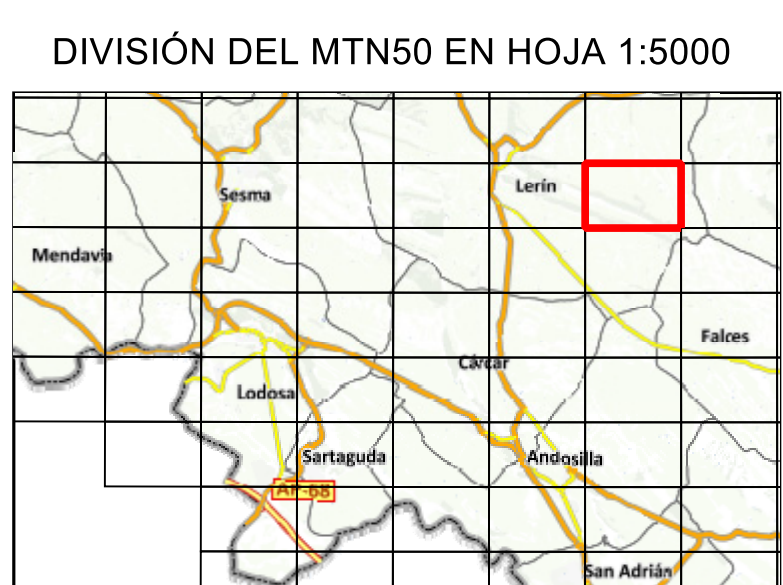 DIVISIÓN DEL MTN50 EN HOJA 1:5000
Lerín
Sesma
Mendavia
Falces
Cárcar
Lodosa
Sartaguda
Andosilla
AP-68
San Adrián